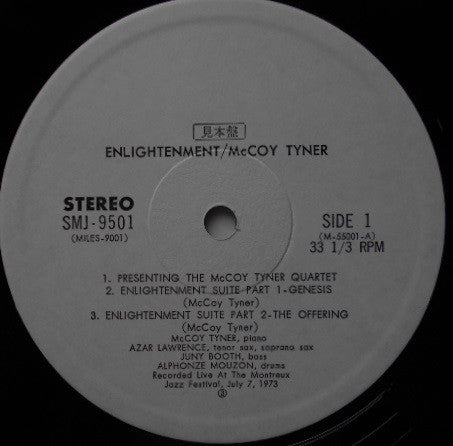 見本盤
ENLIGHTENMENT/McCOY TYNER
STEREO
SMJ-9501
(MILES-9001)
SIDE 1
(M-55001-A)
33 1/3 RPM
1. PRESENTING THE McCOY TYNER QUARTET
2. ENLIGHTENMENT SUITE PART 1-GENESIS
(McCoy Tyner)
3. ENLIGHTENMENT SUITE PART 2-THE OFFERING
(McCoy Tyner)
McCOY TYNER, piano
AZAR LAWRENCE, tenor sax, soprano sax
JUNY BOOTH, bass
ALPHONZE MOUZON, drums
Recorded Live At The Montreux
Jazz Festival, July 7, 1973